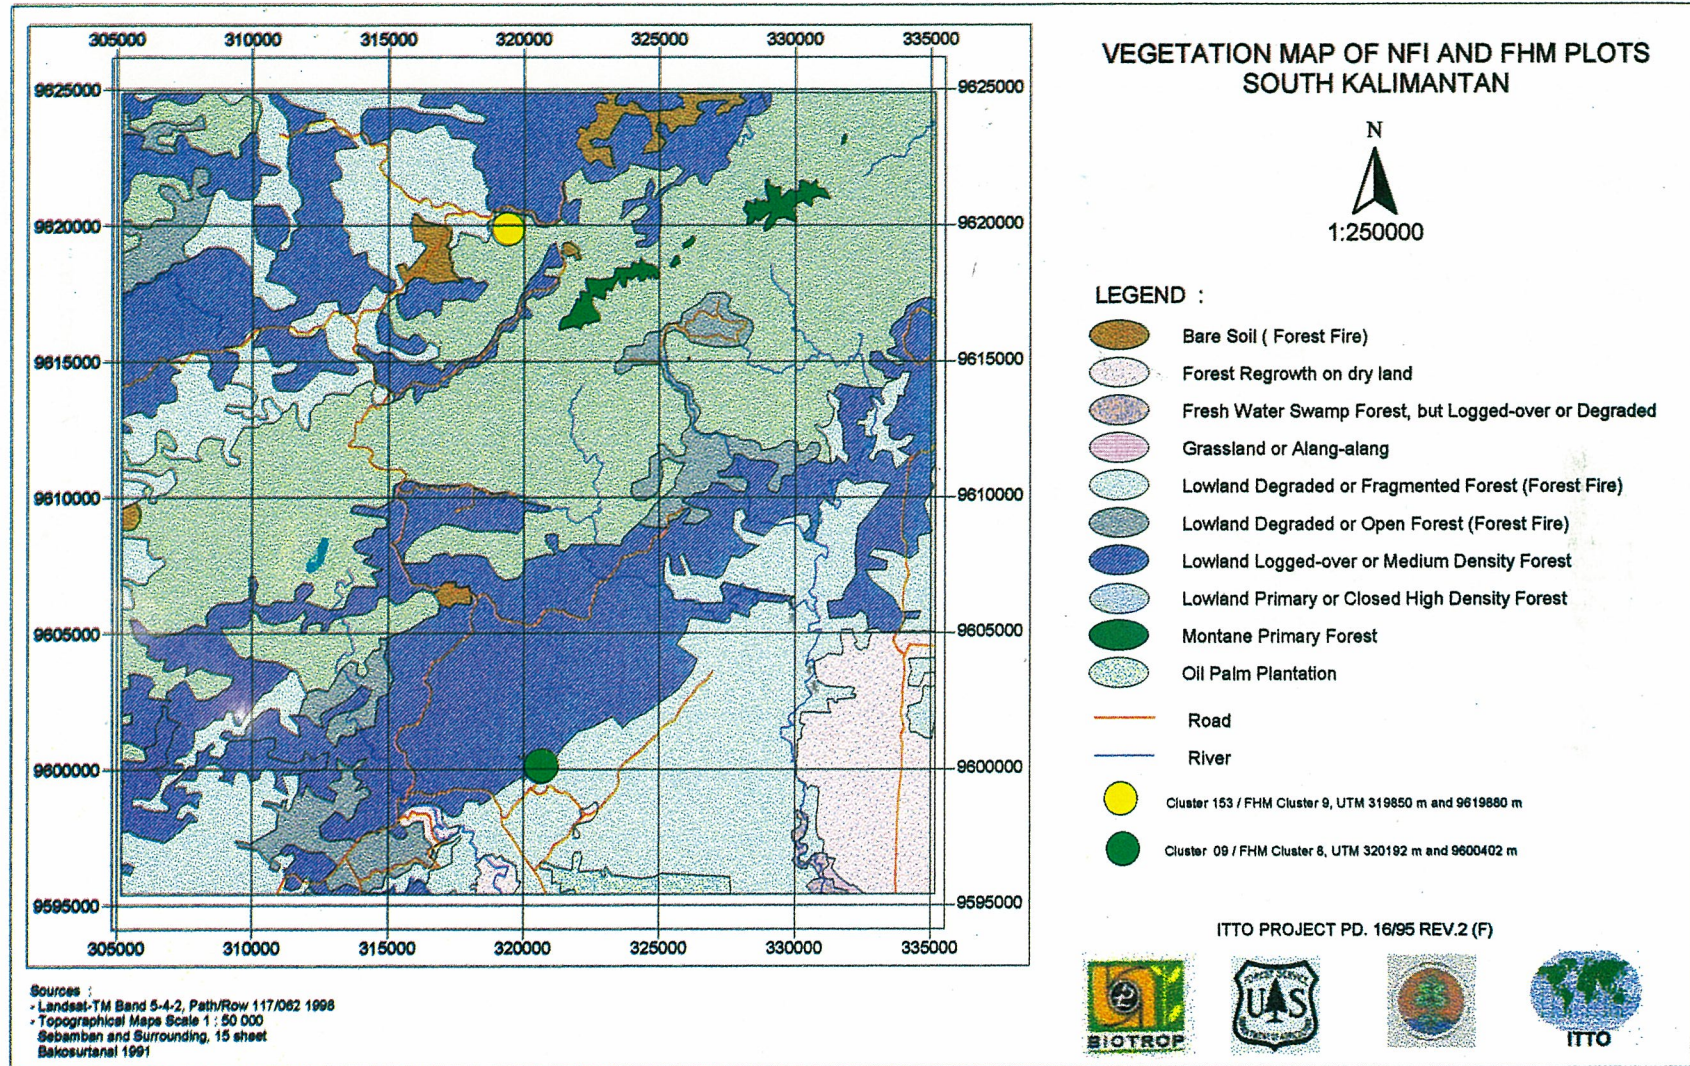 305000 310000 315000 320000 325000 330000 335000
9625000 9625000
9620000 9620000
9615000 9615000
9610000 9610000
9605000 9605000
9600000 9600000
9595000 9595000
305000 310000 315000 320000 325000 330000 335000
Sources :
- Landsat-TM Band 5-4-2, Path/Row 117/062 1998
- Topographical Maps Scale 1 : 50 000
Sebamban and Surrounding, 15 sheet
Bakosurtanal 1991
VEGETATION MAP OF NFI AND FHM PLOTS
SOUTH KALIMANTAN
N
1:250000
LEGEND :
Bare Soil ( Forest Fire)
Forest Regrowth on dry land
Fresh Water Swamp Forest, but Logged-over or Degraded
Grassland or Alang-alang
Lowland Degraded or Fragmented Forest (Forest Fire)
Lowland Degraded or Open Forest (Forest Fire)
Lowland Logged-over or Medium Density Forest
Lowland Primary or Closed High Density Forest
Montane Primary Forest
Oil Palm Plantation
Road
River
Cluster 153 / FHM Cluster 9, UTM 319850 m and 9619880 m
Cluster 09 / FHM Cluster 8, UTM 320192 m and 9600402 m
ITTO PROJECT PD. 16/95 REV.2 (F)
BIOTROP
FOREST SERVICE
U S
ITTO